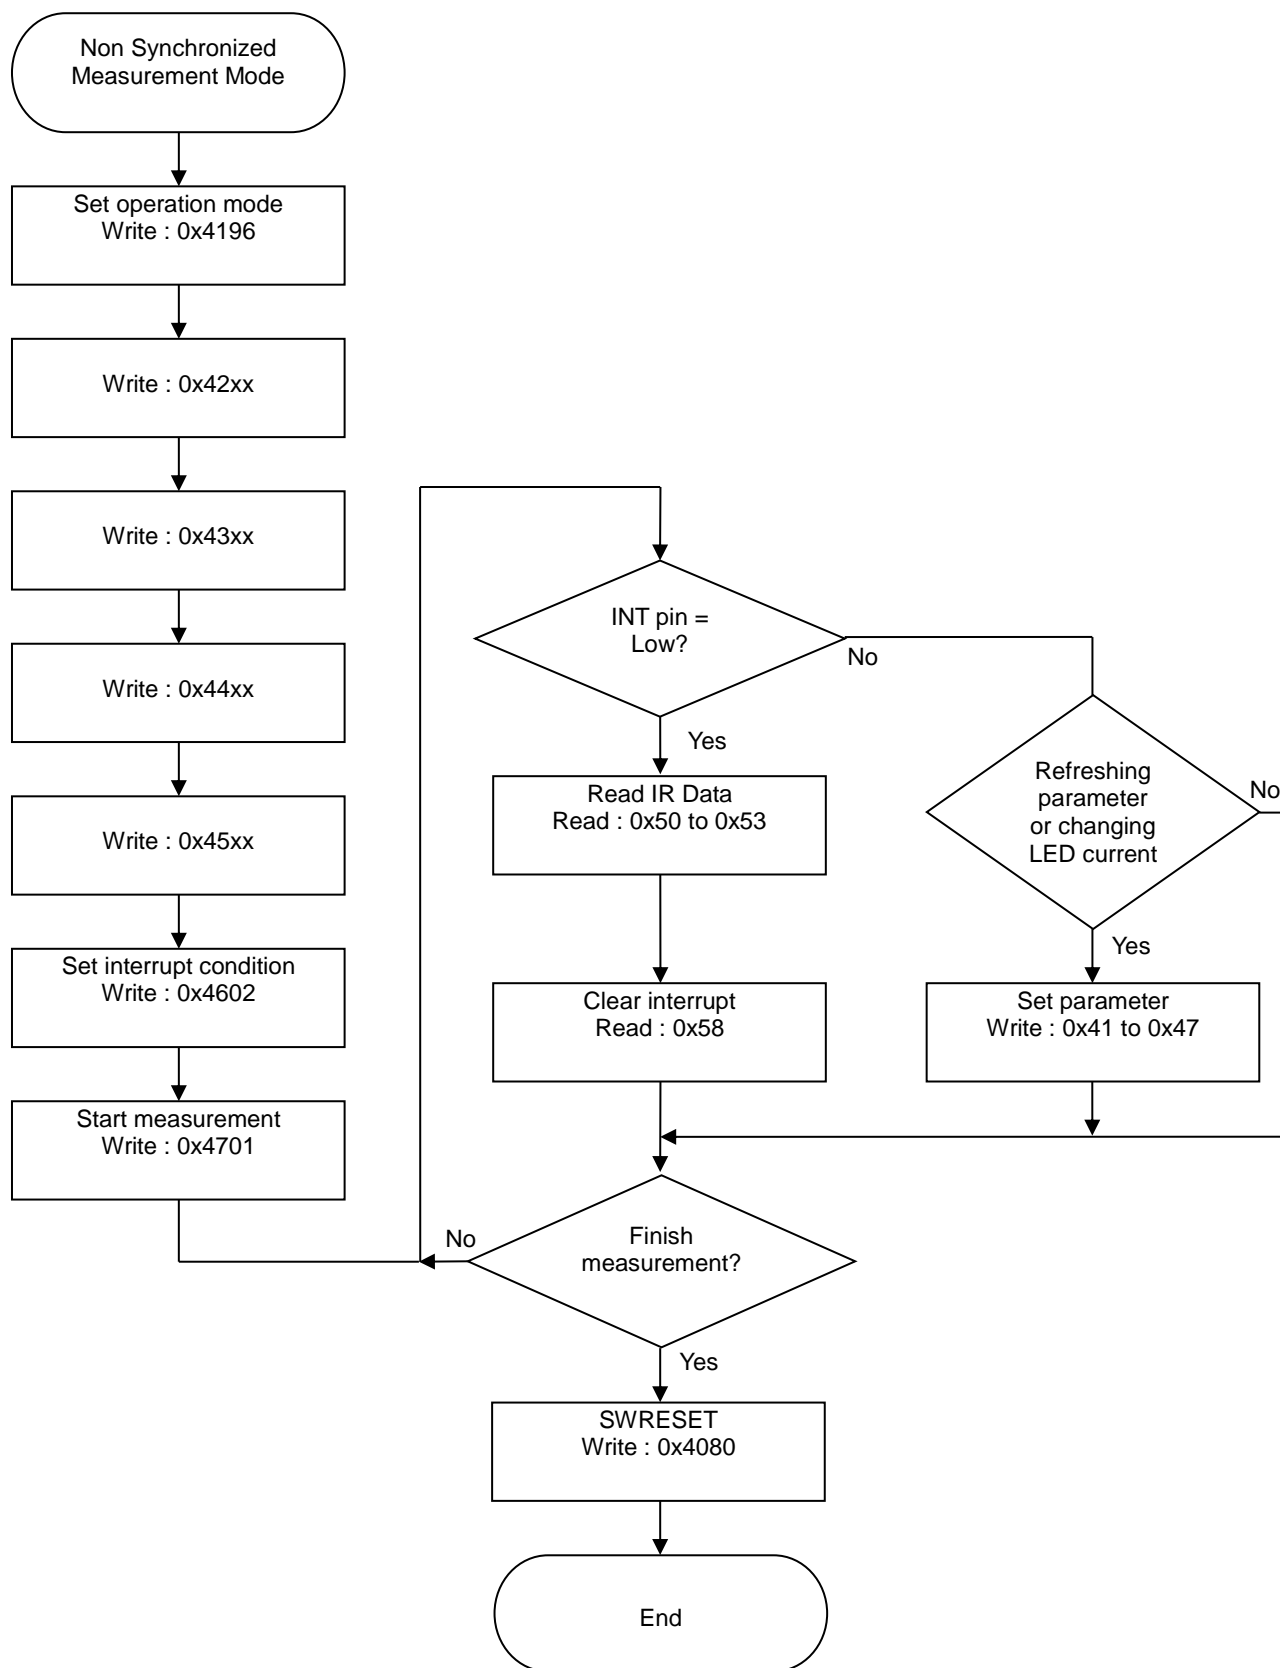 Non Synchronized
Measurement Mode
Set operation mode
Write : 0x4196
Write : 0x42xx
Write : 0x43xx
Write : 0x44xx
Write : 0x45xx
Set interrupt condition
Write : 0x4602
Start measurement
Write : 0x4701
INT pin =
Low?
No
Yes
Read IR Data
Read : 0x50 to 0x53
Clear interrupt
Read : 0x58
Refreshing
parameter
or changing
LED current
No
Yes
Set parameter
Write : 0x41 to 0x47
Finish
measurement?
No
Yes
SWRESET
Write : 0x4080
End